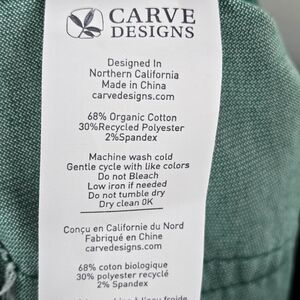 CARVE
DESIGNS
Designed In
Northern California
Made in China
carvedesigns.com
68% Organic Cotton
30%Recycled Polyester
2%Spandex
Machine wash cold
Gentle cycle with like colors
Do not Bleach
Low iron if needed
Do not tumble dry
Dry clean OK
Conçu en Californie du Nord
Fabriqué en Chine
carvedesigns.com
68% coton biologique
30% polyester recyclé
2% Spandex
à l'eau froide